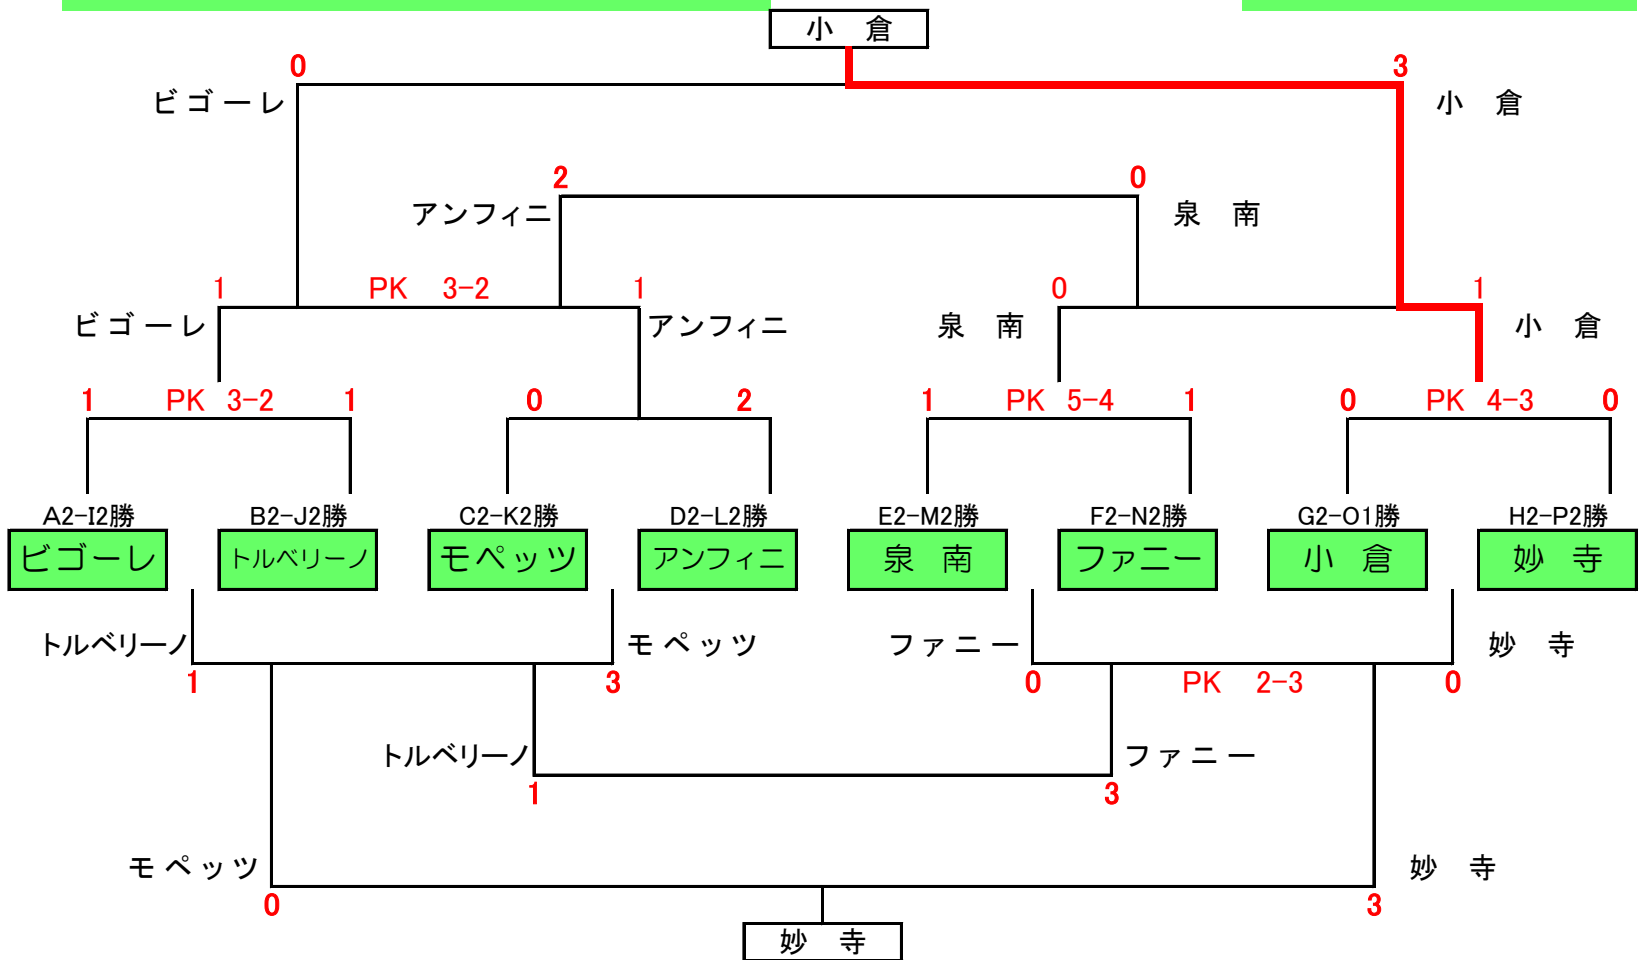 小 倉
0 3
ビゴーレ 小 倉
2 0
アンフィニ 泉 南
1 PK 3-2 1 0 1
ビゴーレ アンフィニ 泉 南 小 倉
1 PK 3-2 1 0 2 1 PK 5-4 1 0 PK 4-3 0
A2-I2勝 B2-J2勝 C2-K2勝 D2-L2勝 E2-M2勝 F2-N2勝 G2-O1勝 H2-P2勝
ビゴーレ トルベリーノ モペッツ アンフィニ 泉 南 ファニー 小 倉 妙 寺
トルベリーノ モペッツ ファニー 妙 寺
1 3 0 PK 2-3 0
トルベリーノ ファニー
1 3
モペッツ 妙 寺
0 3
妙 寺